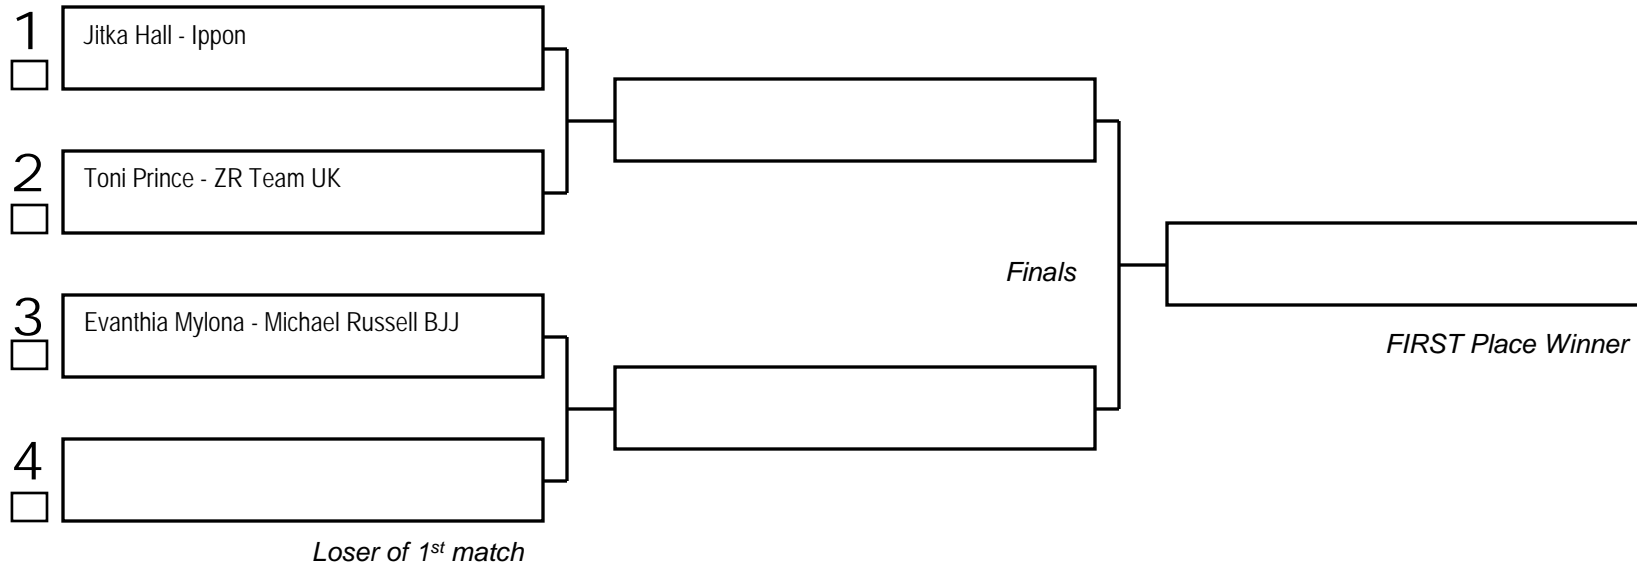 1
Jitka Hall - Ippon
2
Toni Prince - ZR Team UK
3
Evanthia Mylona - Michael Russell BJJ
4
Loser of 1st match
Finals
FIRST Place Winner